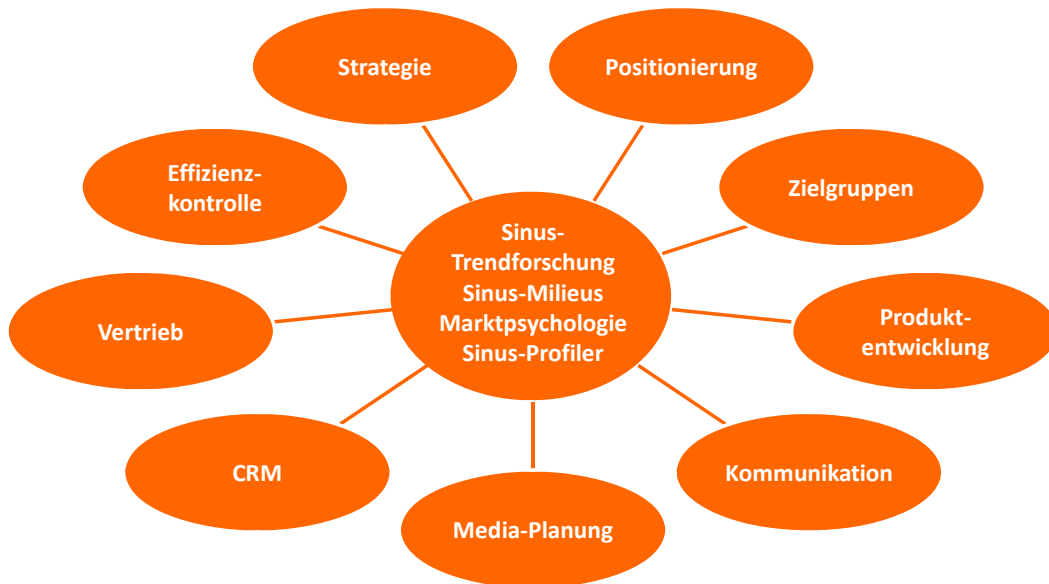 Strategie
Positionierung
Effizienz-
kontrolle
Zielgruppen
Sinus-
Trendforschung
Sinus-Milieus
Marktpsychologie
Sinus-Profiler
Vertrieb
Produkt-
entwicklung
CRM
Kommunikation
Media-Planung